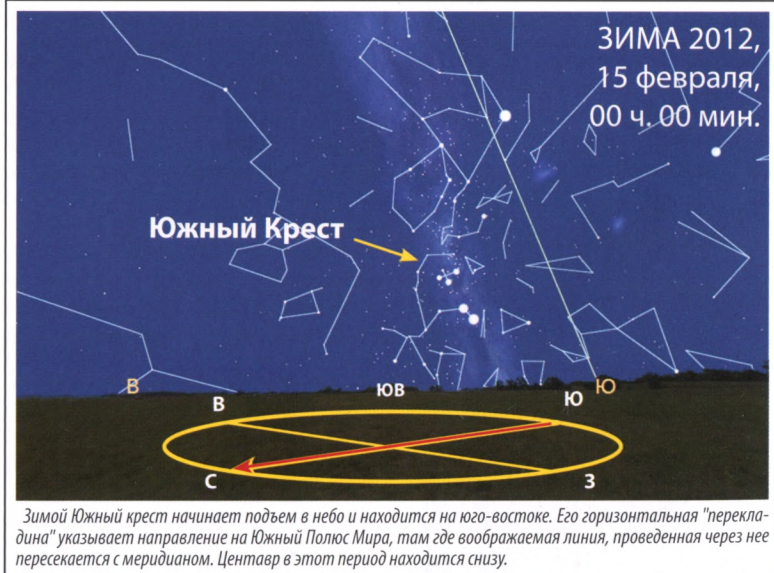 ЗИМА 2012,
15 февраля,
00 ч. 00 мин.
Южный Крест
В
Ю
В
ЮВ
Ю
С
З
Зимой Южный крест начинает подъем в небо и находится на юго-востоке. Его горизонтальная "перекла-
дина" указывает направление на Южный Полюс Мира, там где воображаемая линия, проведенная через нее
пересекается с меридианом. Центавр в этот период находится снизу.